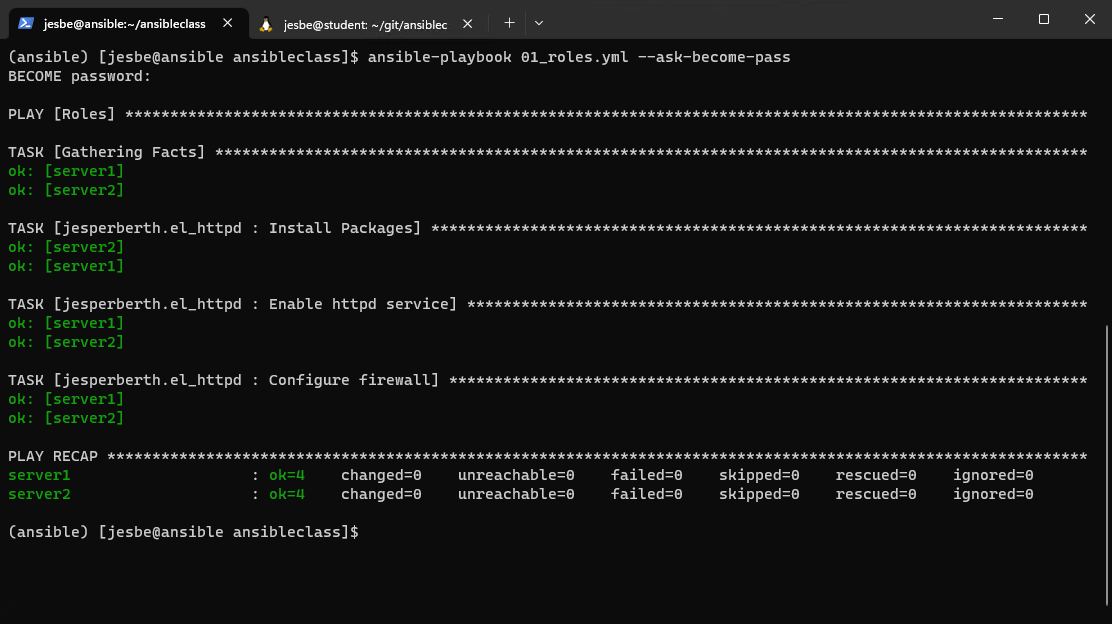 jesbe@ansible:~/ansibleclass jesbe@student: ~/git/ansiblec
(ansible) [jesbe@ansible ansibleclass]$ ansible-playbook 01_roles.yml --ask-become-pass
BECOME password:
PLAY [Roles] ***********************************************************************************************************
TASK [Gathering Facts] *************************************************************************************************
ok: [server1]
ok: [server2]
TASK [jesperberth.el_httpd : Install Packages] *************************************************************************
ok: [server2]
ok: [server1]
TASK [jesperberth.el_httpd : Enable httpd service] *********************************************************************
ok: [server1]
ok: [server2]
TASK [jesperberth.el_httpd : Configure firewall] ***********************************************************************
ok: [server1]
ok: [server2]
PLAY RECAP *************************************************************************************************************
server1                    : ok=4    changed=0    unreachable=0    failed=0    skipped=0    rescued=0    ignored=0
server2                    : ok=4    changed=0    unreachable=0    failed=0    skipped=0    rescued=0    ignored=0
(ansible) [jesbe@ansible ansibleclass]$